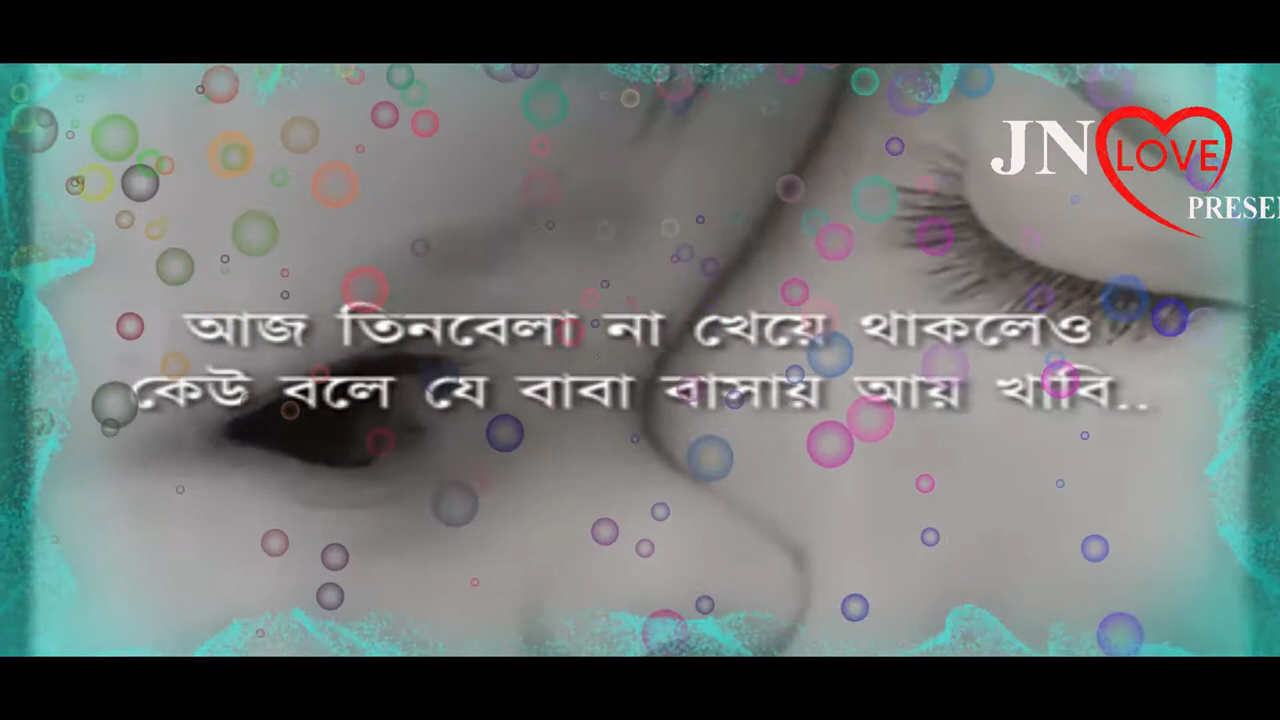 JN LOVE
PRESE
আজ তিনবেলা না খেয়ে থাকলেও
কেউ বলে যে বাবা বাসায় আয় খাবি..